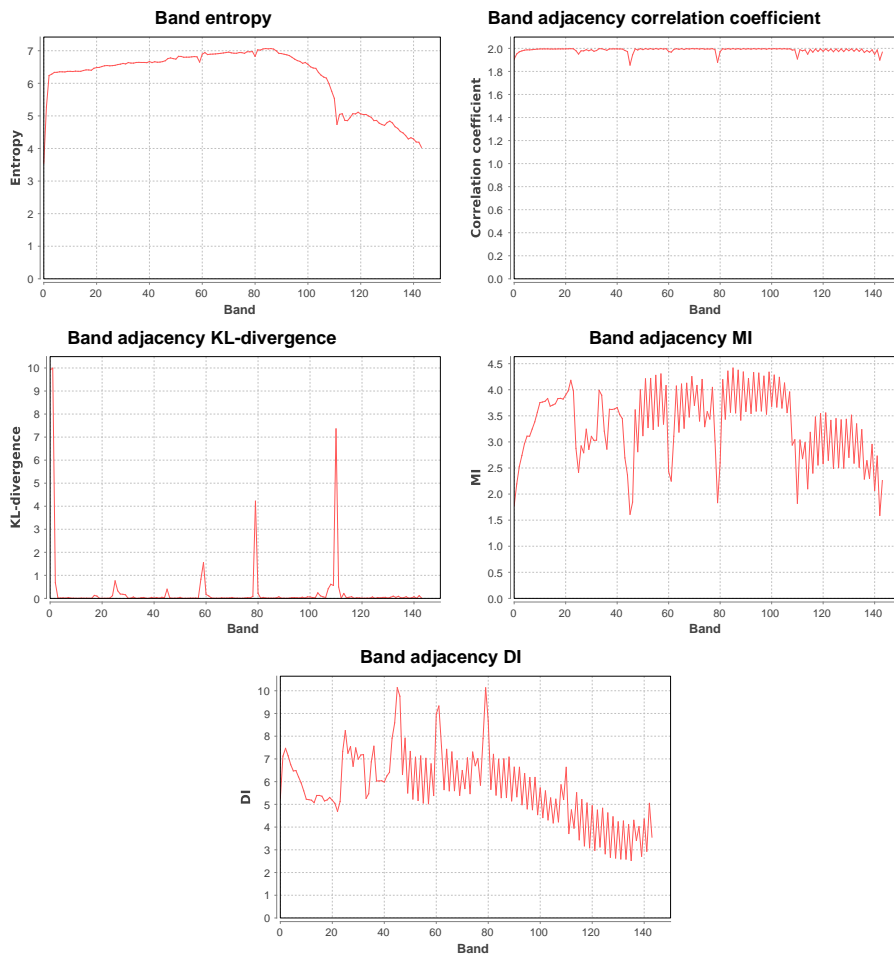 Band entropy
Entropy
7
6
5
4
3
2
1
0
0 20 40 60 80 100 120 140
Band
Band adjacency correlation coefficient
Correlation coefficient
2.0
1.8
1.6
1.4
1.2
1.0
0.8
0.6
0.4
0.2
0.0
0 20 40 60 80 100 120 140
Band
Band adjacency KL-divergence
KL-divergence
10
9
8
7
6
5
4
3
2
1
0
0 20 40 60 80 100 120 140
Band
Band adjacency MI
MI
4.5
4.0
3.5
3.0
2.5
2.0
1.5
1.0
0.5
0.0
0 20 40 60 80 100 120 140
Band
Band adjacency DI
DI
10
9
8
7
6
5
4
3
2
1
0
0 20 40 60 80 100 120 140
Band